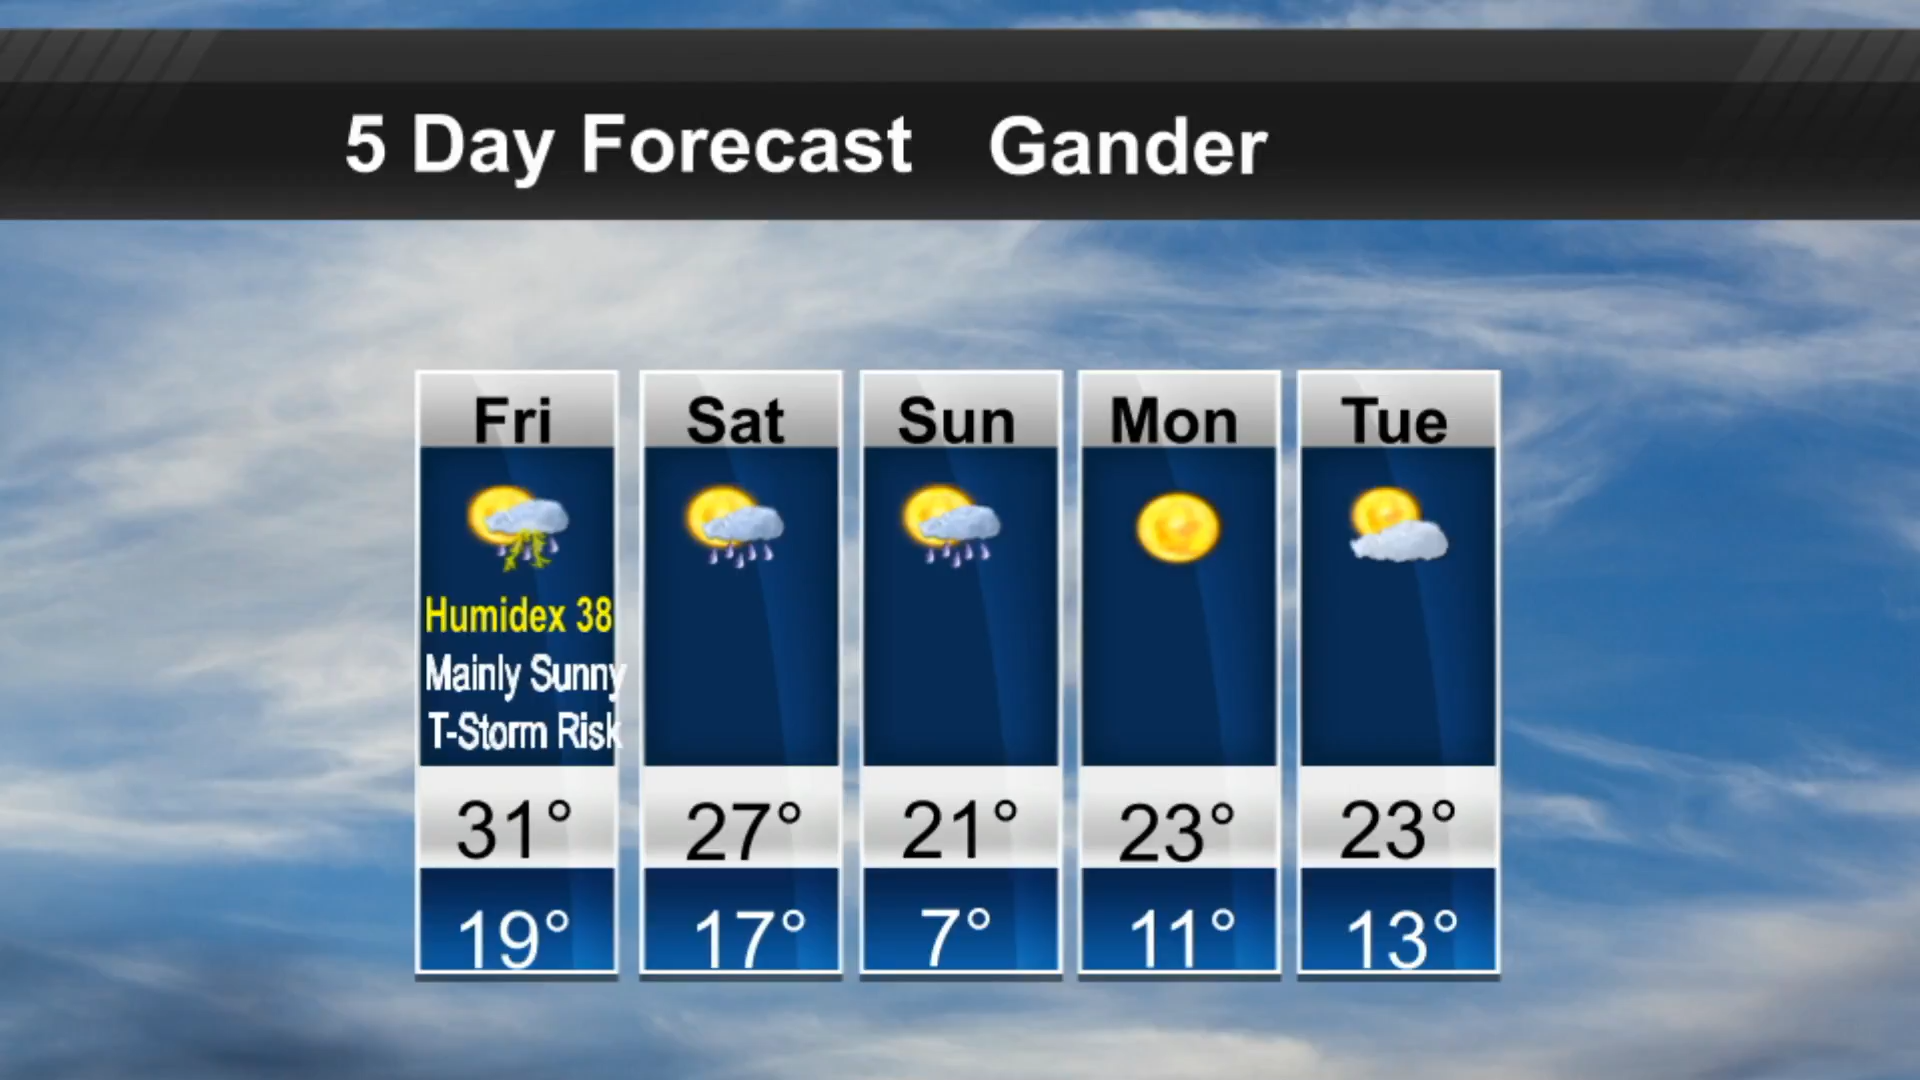 5 Day Forecast Gander
Fri Sat Sun Mon Tue
Humidex 38
Mainly Sunny
T-Storm Risk
31° 27° 21° 23° 23°
19° 17° 7° 11° 13°